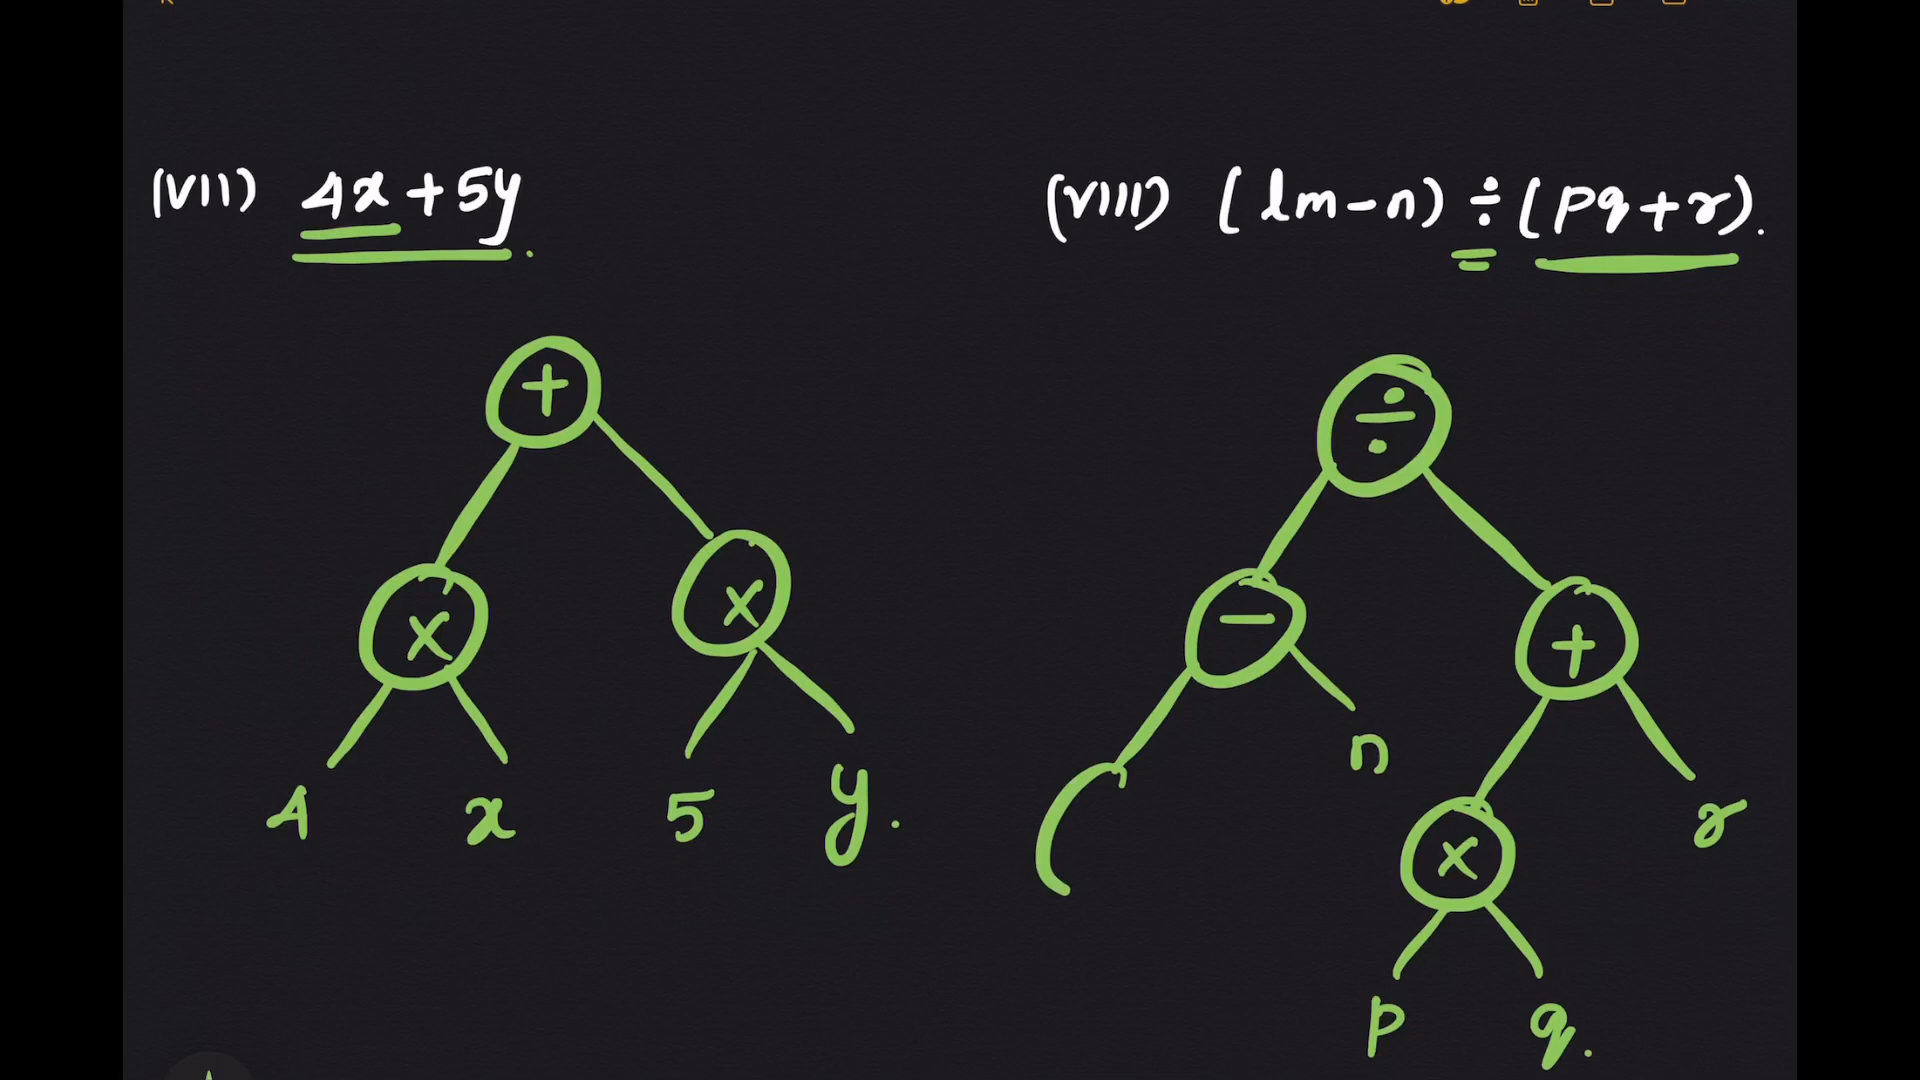 (VII) 4x + 5y
(VIII) (lm - n) ÷ (pq + r).
+
÷
× ×
- +
4 x 5 y.
n
× r
p q.